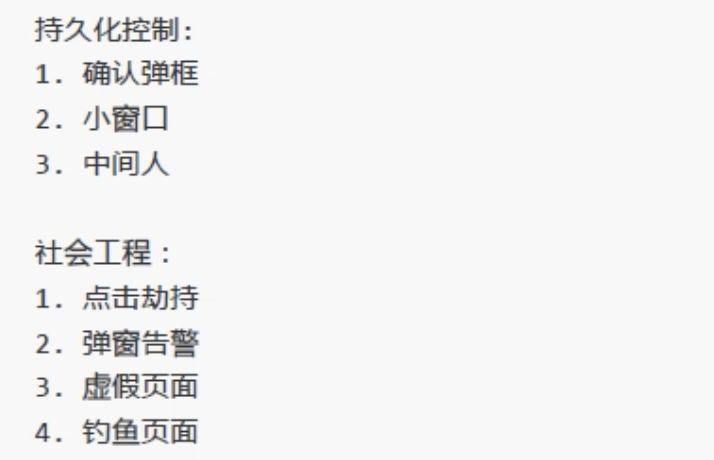 持久化控制:
1. 确认弹框
2. 小窗口
3. 中间人
社会工程：
1. 点击劫持
2. 弹窗告警
3. 虚假页面
4. 钓鱼页面